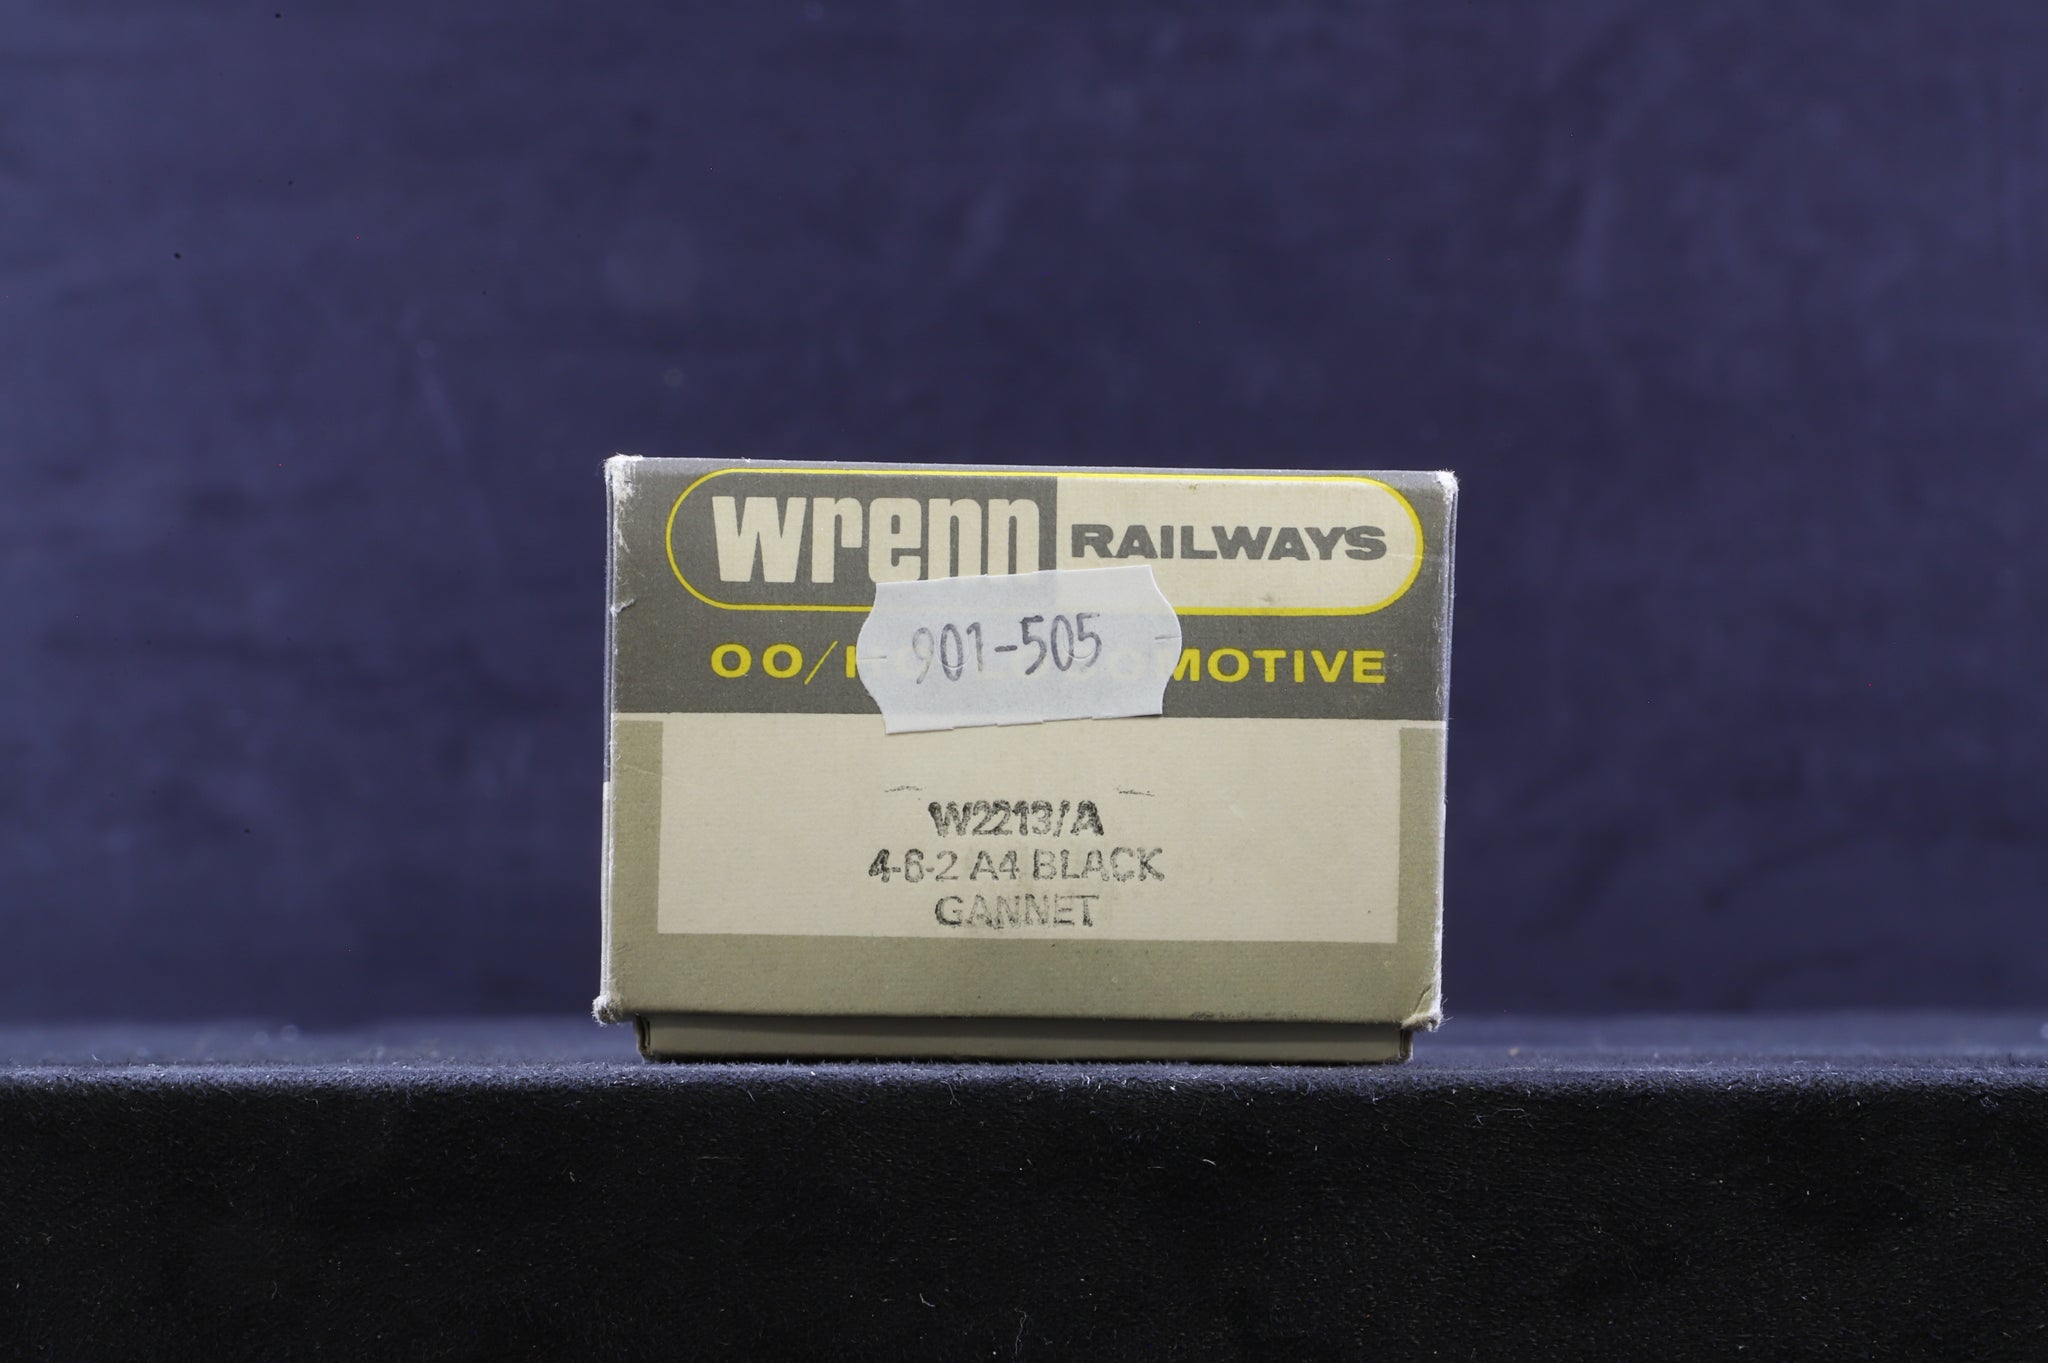 wrenn RAILWAYS
901-505
OO/ MOTIVE
W2213/A
4-6-2 A4 BLACK
GANNET